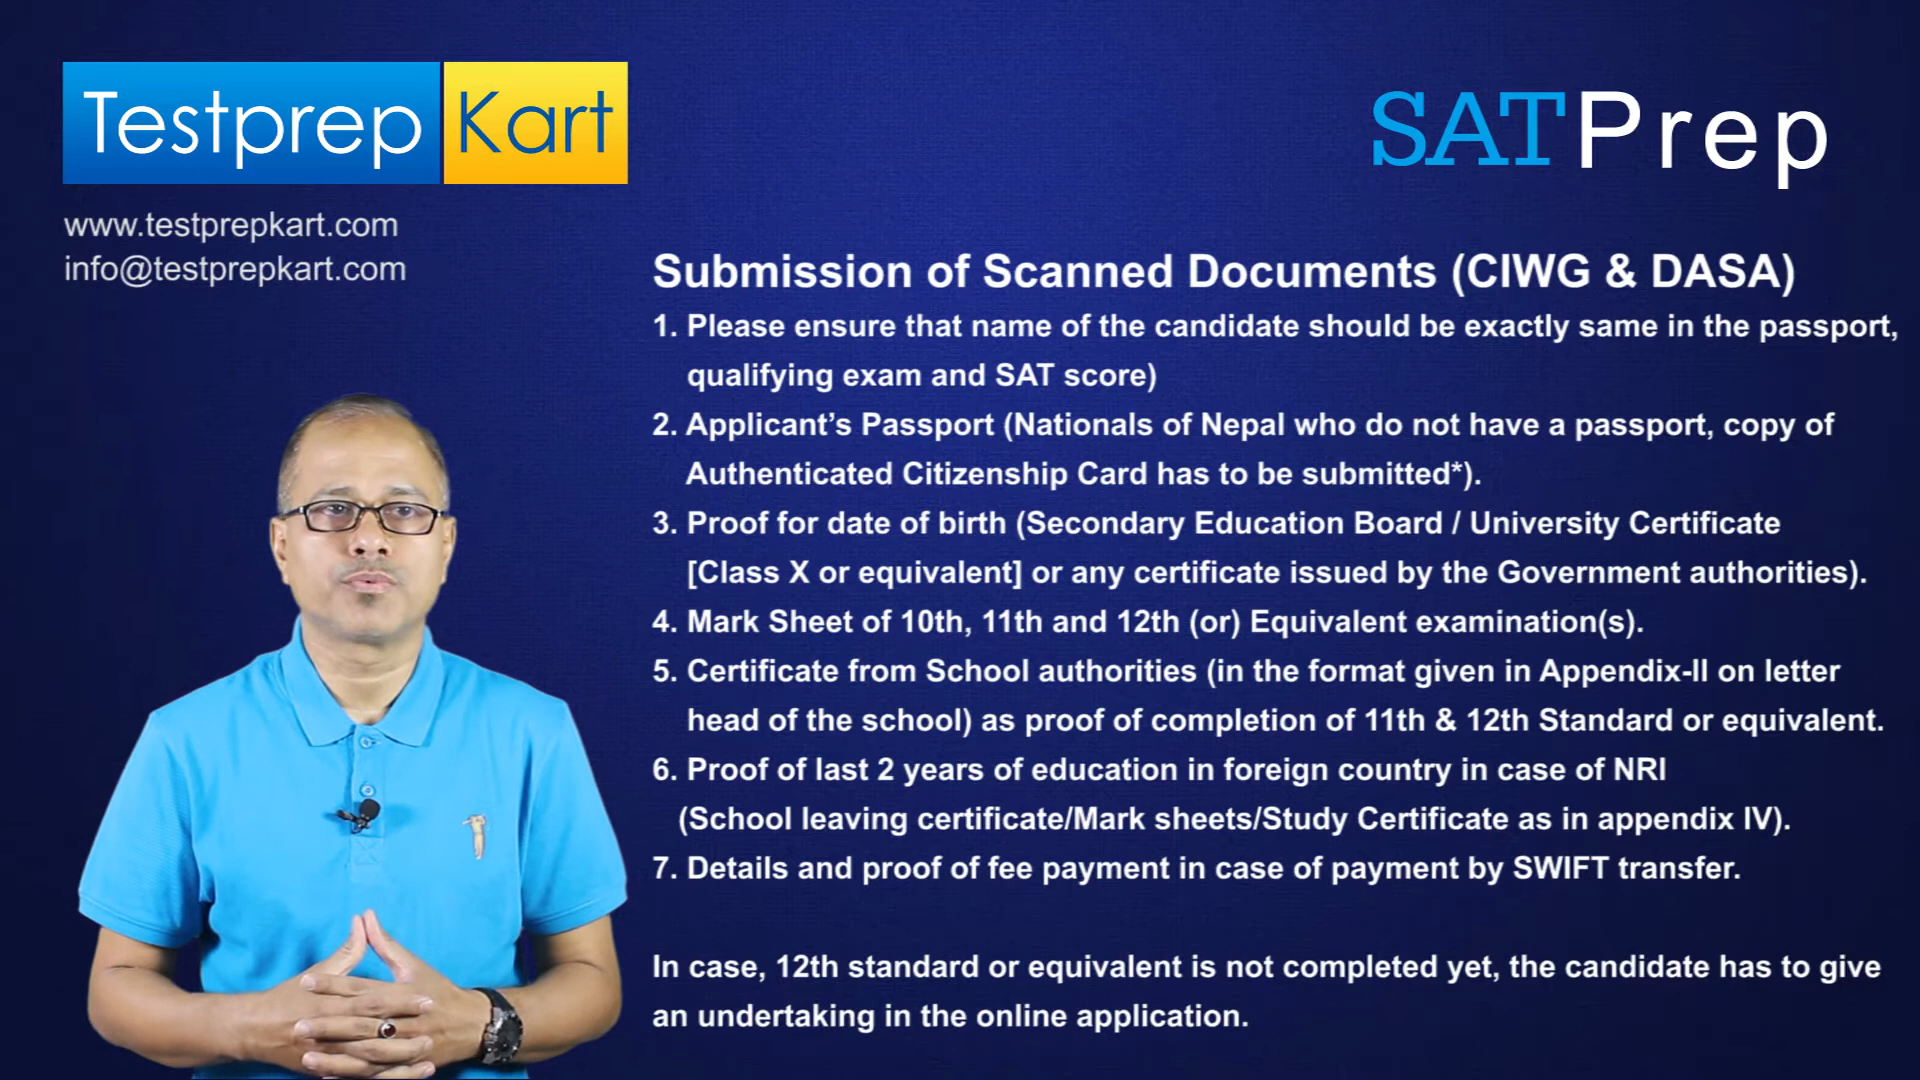 Testprep Kart
SATPrep
www.testprepkart.com
info@testprepkart.com
Submission of Scanned Documents (CIWG & DASA)
1. Please ensure that name of the candidate should be exactly same in the passport,
qualifying exam and SAT score)
2. Applicant’s Passport (Nationals of Nepal who do not have a passport, copy of
Authenticated Citizenship Card has to be submitted*).
3. Proof for date of birth (Secondary Education Board / University Certificate
[Class X or equivalent] or any certificate issued by the Government authorities).
4. Mark Sheet of 10th, 11th and 12th (or) Equivalent examination(s).
5. Certificate from School authorities (in the format given in Appendix-II on letter
head of the school) as proof of completion of 11th & 12th Standard or equivalent.
6. Proof of last 2 years of education in foreign country in case of NRI
(School leaving certificate/Mark sheets/Study Certificate as in appendix IV).
7. Details and proof of fee payment in case of payment by SWIFT transfer.
In case, 12th standard or equivalent is not completed yet, the candidate has to give
an undertaking in the online application.